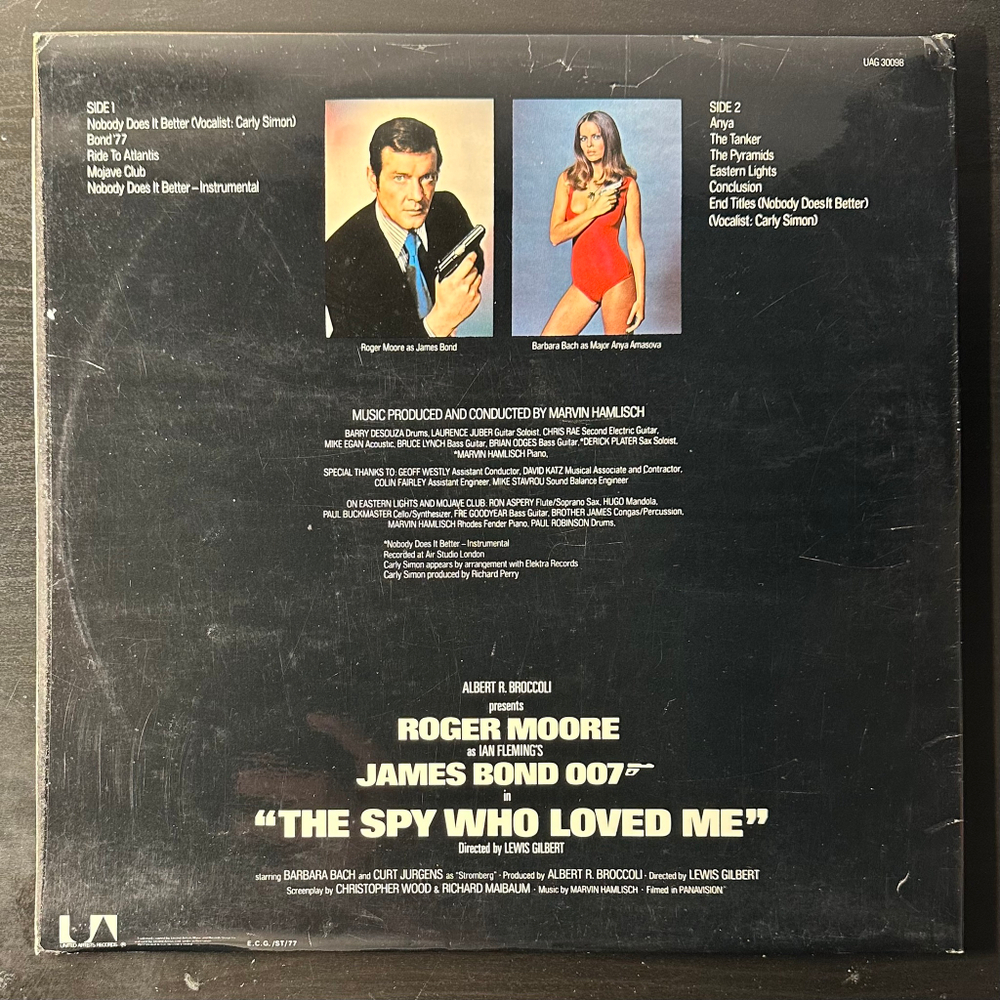 UAG 30098
SIDE 1
Nobody Does It Better (Vocalist: Carly Simon)
Bond '77
Ride To Atlantis
Mojave Club
Nobody Does It Better – Instrumental
SIDE 2
Anya
The Tanker
The Pyramids
Eastern Lights
Conclusion
End Titles (Nobody Does It Better)
(Vocalist: Carly Simon)
Roger Moore as James Bond
Barbara Bach as Major Anya Amasova
MUSIC PRODUCED AND CONDUCTED BY MARVIN HAMLISCH
BARRY DESOUZA Drums, LAURENCE JUBER Guitar Soloist, CHRIS RAE Second Electric Guitar,
MIKE EGAN Acoustic, BRUCE LYNCH Bass Guitar, BRIAN ODGES Bass Guitar, *DERICK PLATER Sax Soloist,
*MARVIN HAMLISCH Piano,
SPECIAL THANKS TO: GEOFF WESTLY Assistant Conductor, DAVID KATZ Musical Associate and Contractor,
COLIN FAIRLEY Assistant Engineer, MIKE STAVROU Sound Balance Engineer
ON EASTERN LIGHTS AND MOJAVE CLUB: RON ASPERY Flute/Soprano Sax, HUGO Mandola,
PAUL BUCKMASTER Cello/Synthesizer, FRE GOODYEAR Bass Guitar, BROTHER JAMES Congas/Percussion,
MARVIN HAMLISCH Rhodes Fender Piano, PAUL ROBINSON Drums,
*Nobody Does It Better – Instrumental
Recorded at Air Studio London
Carly Simon appears by arrangement with Elektra Records
Carly Simon produced by Richard Perry
ALBERT R. BROCCOLI
presents
ROGER MOORE
as IAN FLEMING'S
JAMES BOND 007
in
“THE SPY WHO LOVED ME”
Directed by LEWIS GILBERT
starring BARBARA BACH and CURT JURGENS as "Stromberg" · Produced by ALBERT R. BROCCOLI · Directed by LEWIS GILBERT
Screenplay by CHRISTOPHER WOOD & RICHARD MAIBAUM · Music by MARVIN HAMLISCH · Filmed in PANAVISION™
UA
UNITED ARTISTS RECORDS
E.C.G./ST/77